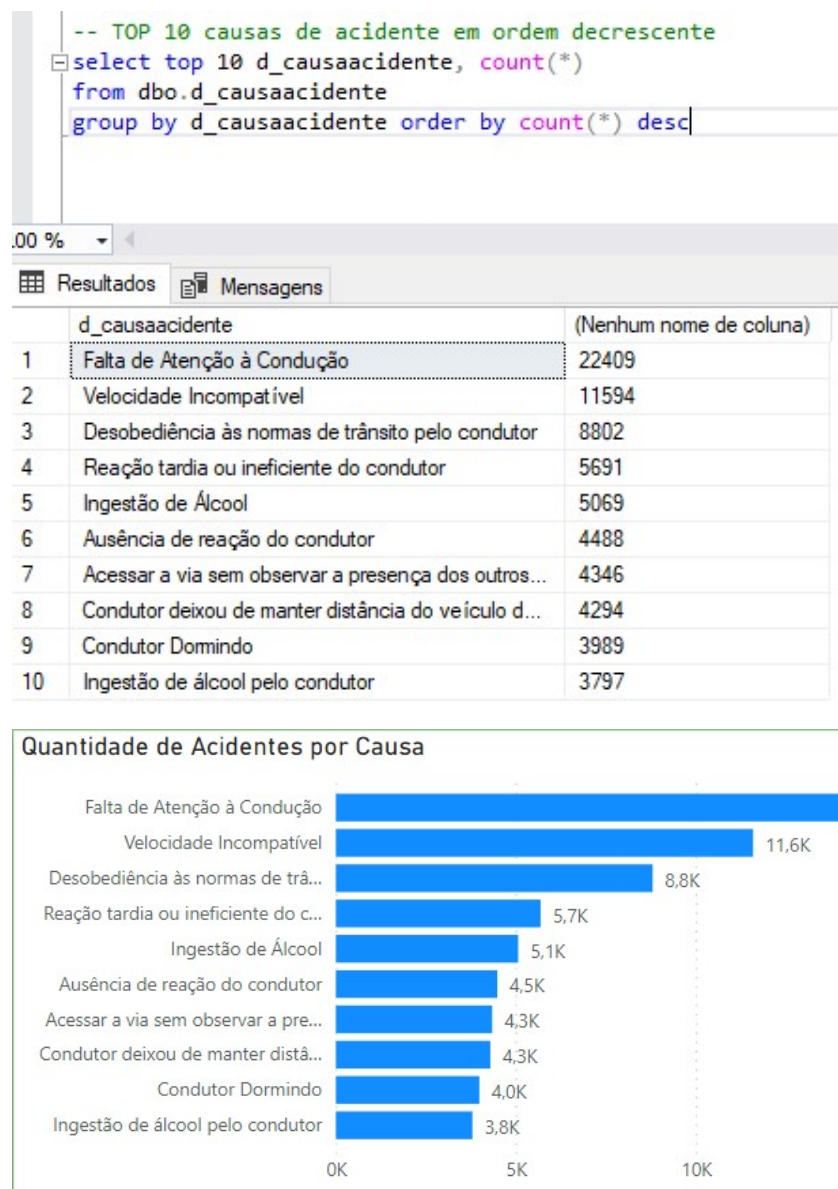 -- TOP 10 causas de acidente em ordem decrescente
select top 10 d_causaacidente, count(*)
from dbo.d_causaacidente
group by d_causaacidente order by count(*) desc
.00 %
Resultados Mensagens
d_causaacidente (Nenhum nome de coluna)
1 Falta de Atenção à Condução 22409
2 Velocidade Incompatível 11594
3 Desobediência às normas de trânsito pelo condutor 8802
4 Reação tardia ou ineficiente do condutor 5691
5 Ingestão de Álcool 5069
6 Ausência de reação do condutor 4488
7 Acessar a via sem observar a presença dos outros... 4346
8 Condutor deixou de manter distância do veículo d... 4294
9 Condutor Dormindo 3989
10 Ingestão de álcool pelo condutor 3797
Quantidade de Acidentes por Causa
Falta de Atenção à Condução
Velocidade Incompatível 11,6K
Desobediência às normas de trâ... 8,8K
Reação tardia ou ineficiente do c... 5,7K
Ingestão de Álcool 5,1K
Ausência de reação do condutor 4,5K
Acessar a via sem observar a pre... 4,3K
Condutor deixou de manter distâ... 4,3K
Condutor Dormindo 4,0K
Ingestão de álcool pelo condutor 3,8K
0K 5K 10K